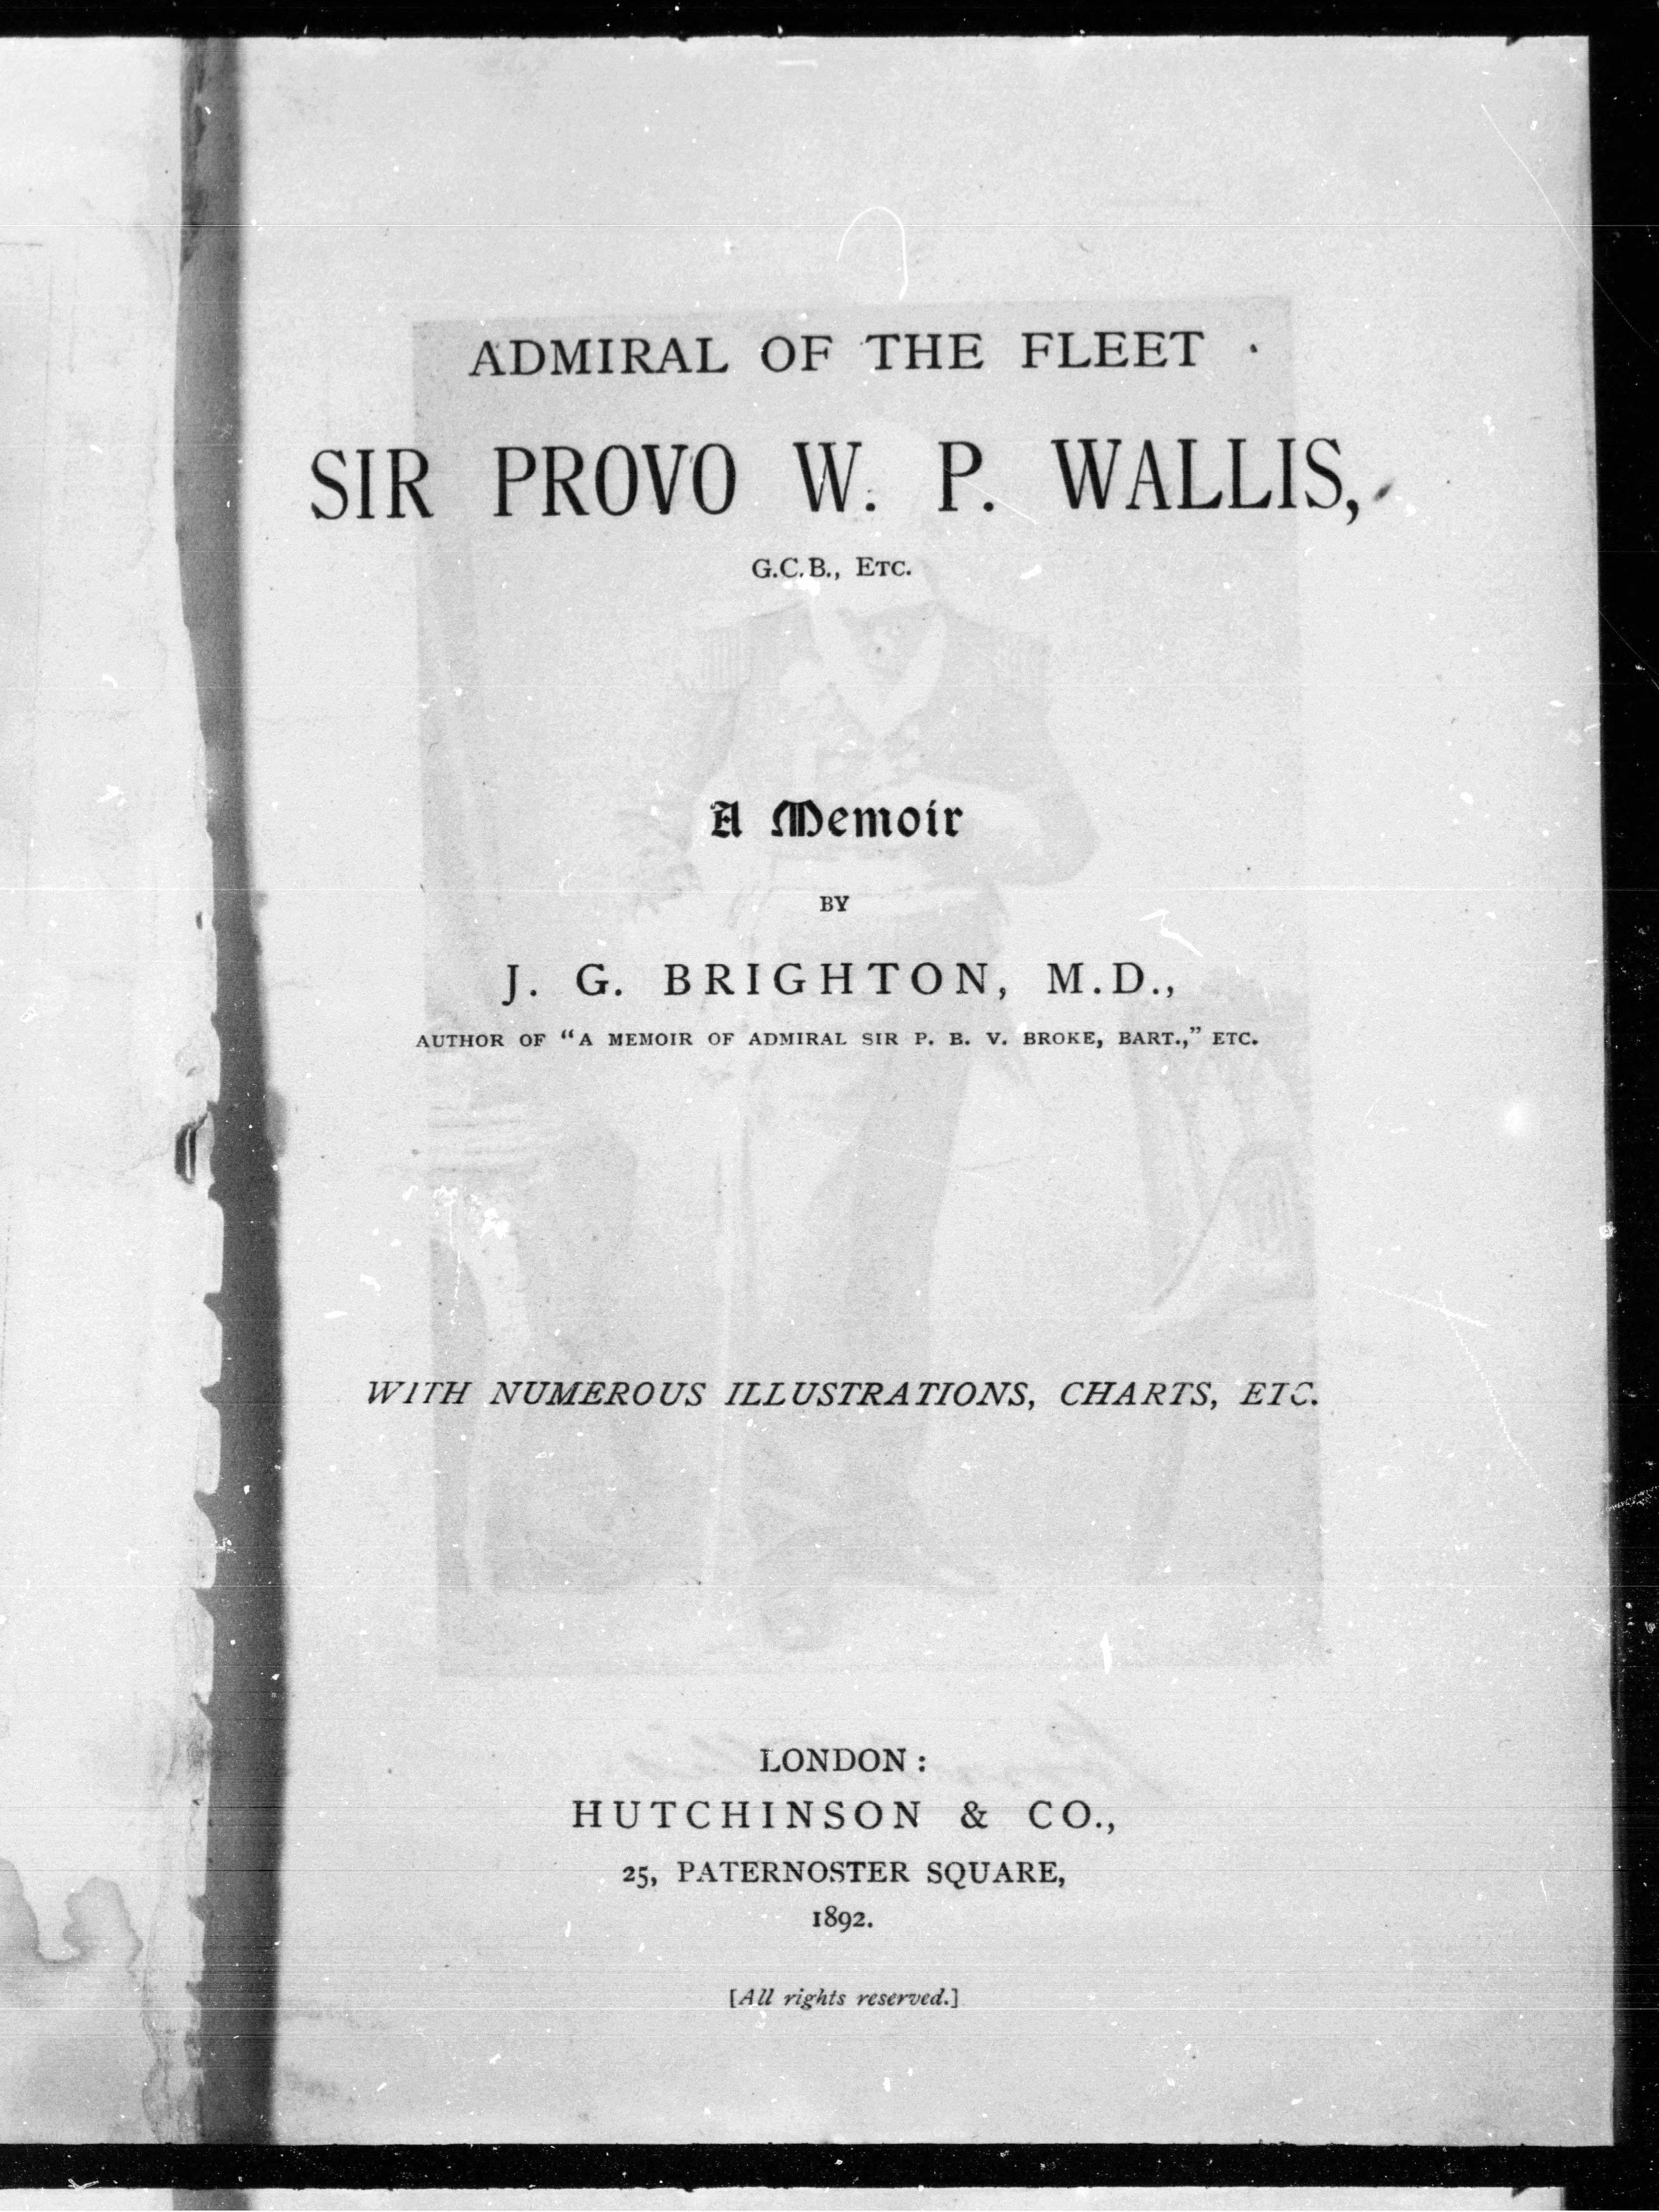 ADMIRAL OF THE FLEET
SIR PROVO W. P. WALLIS,
G.C.B., ETC.
A Memoir
BY
J. G. BRIGHTON, M.D.,
AUTHOR OF “A MEMOIR OF ADMIRAL SIR P. B. V. BROKE, BART.,” ETC.
WITH NUMEROUS ILLUSTRATIONS, CHARTS, ETC.
LONDON:
HUTCHINSON & CO.,
25, PATERNOSTER SQUARE,
1892.
[All rights reserved.]